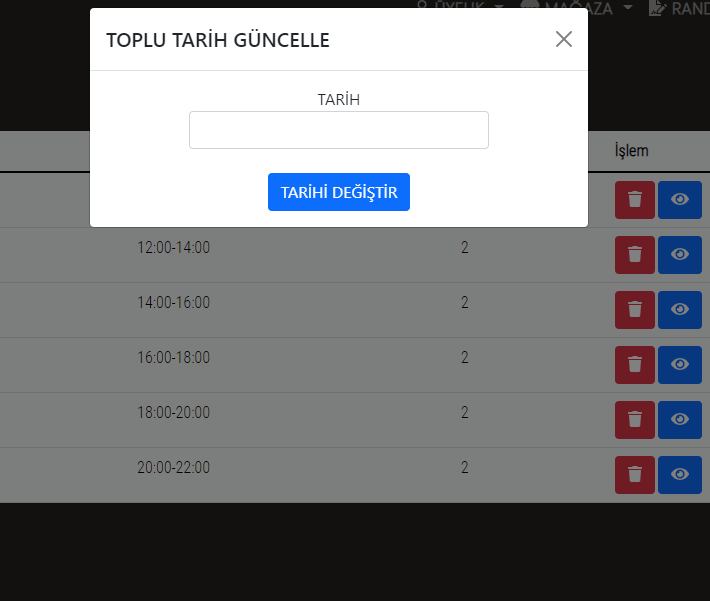 ÜYELİK MAĞAZA RAND
TOPLU TARİH GÜNCELLE
TARİH
İşlem
TARİHİ DEĞİŞTİR
12:00-14:00 2
14:00-16:00 2
16:00-18:00 2
18:00-20:00 2
20:00-22:00 2